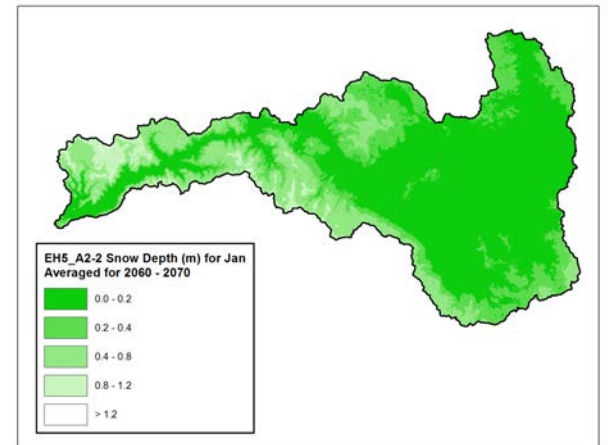 EH5_A2-2 Snow Depth (m) for Jan
Averaged for 2060 - 2070
0.0 - 0.2
0.2 - 0.4
0.4 - 0.8
0.8 - 1.2
> 1.2